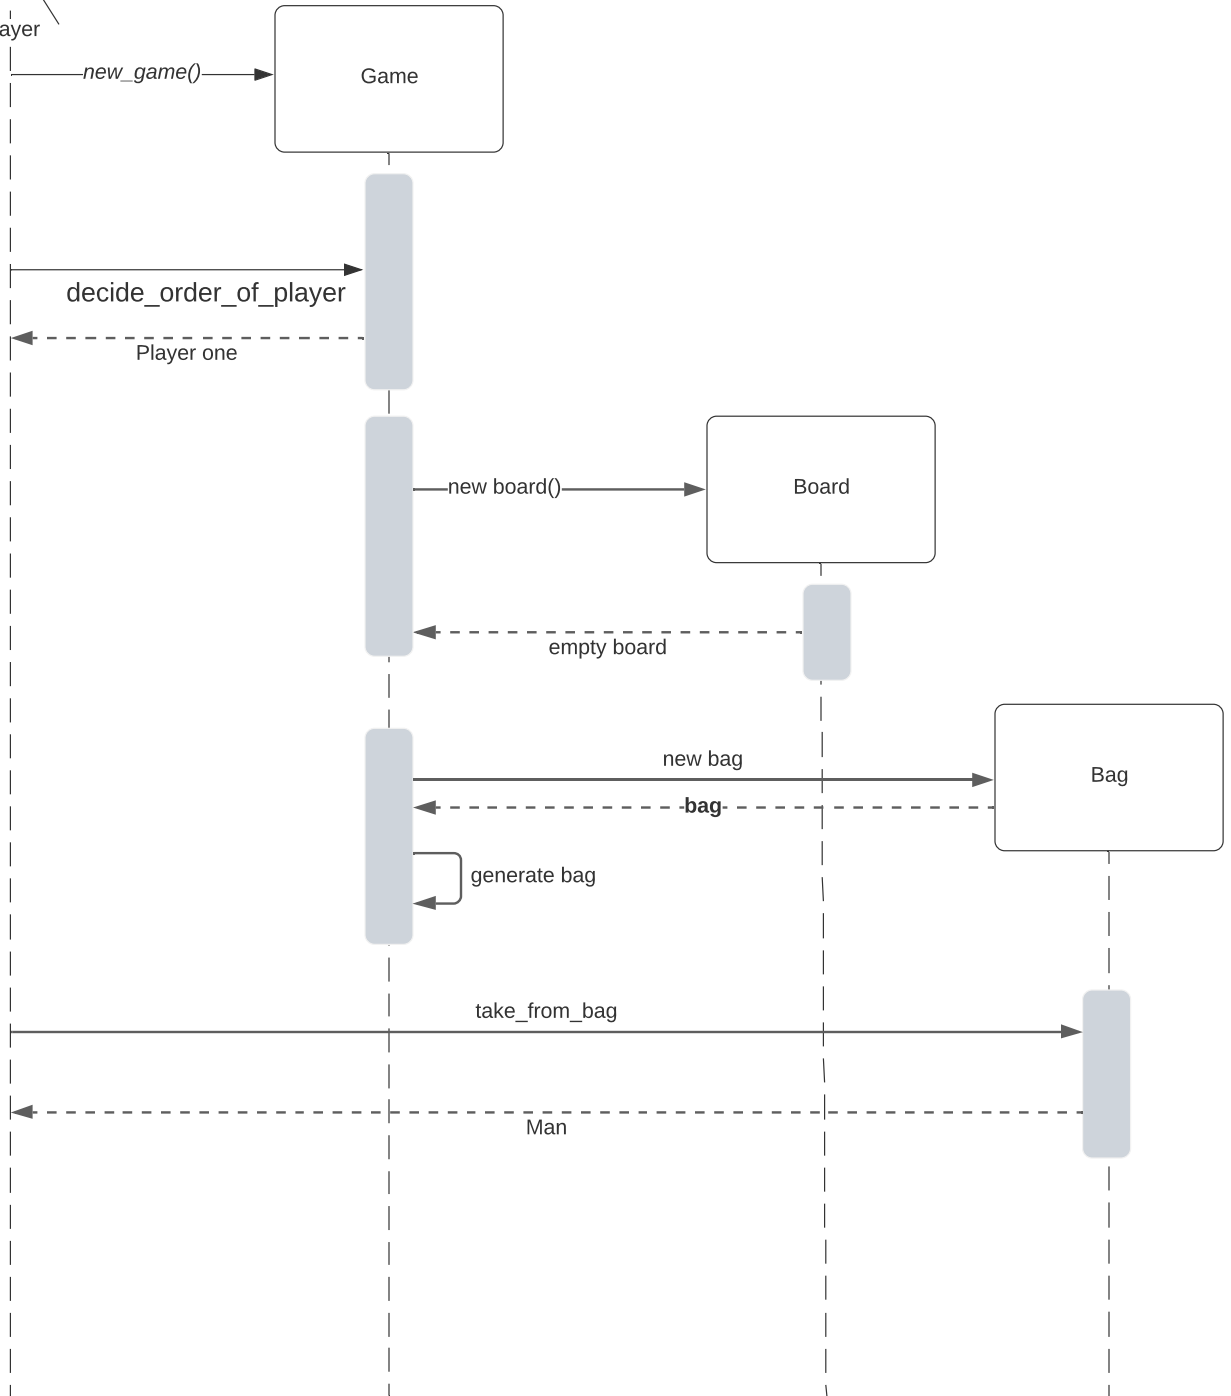 ayer
new_game()
Game
decide_order_of_player
Player one
new board()
Board
empty board
new bag
Bag
bag
generate bag
take_from_bag
Man